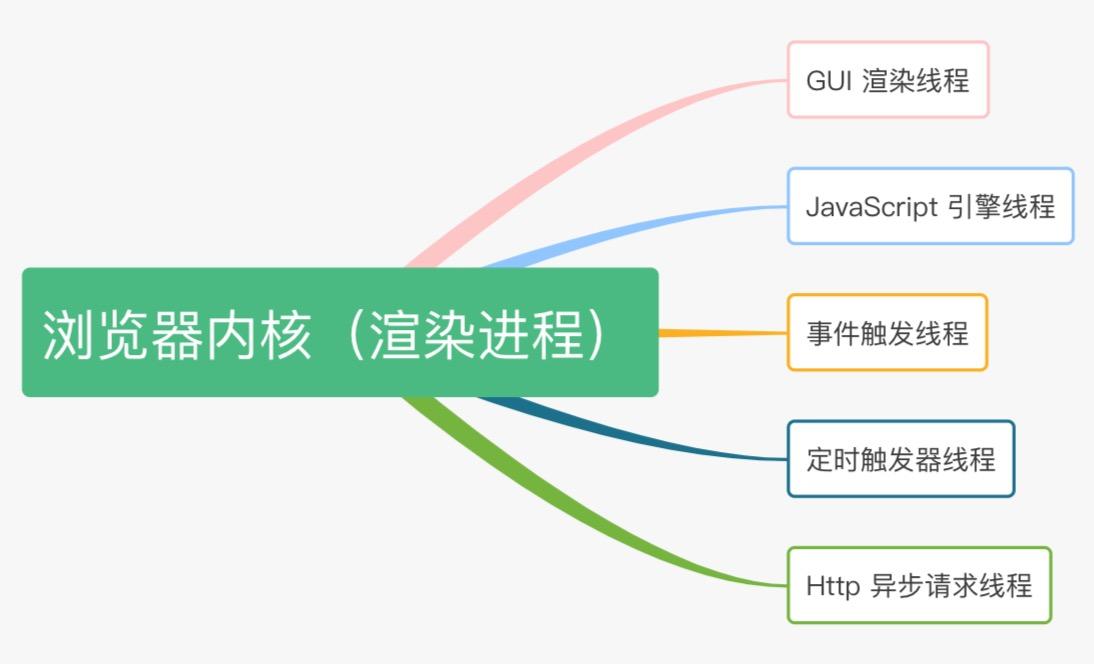 GUI 渲染线程
JavaScript 引擎线程
浏览器内核（渲染进程）
事件触发线程
定时触发器线程
Http 异步请求线程